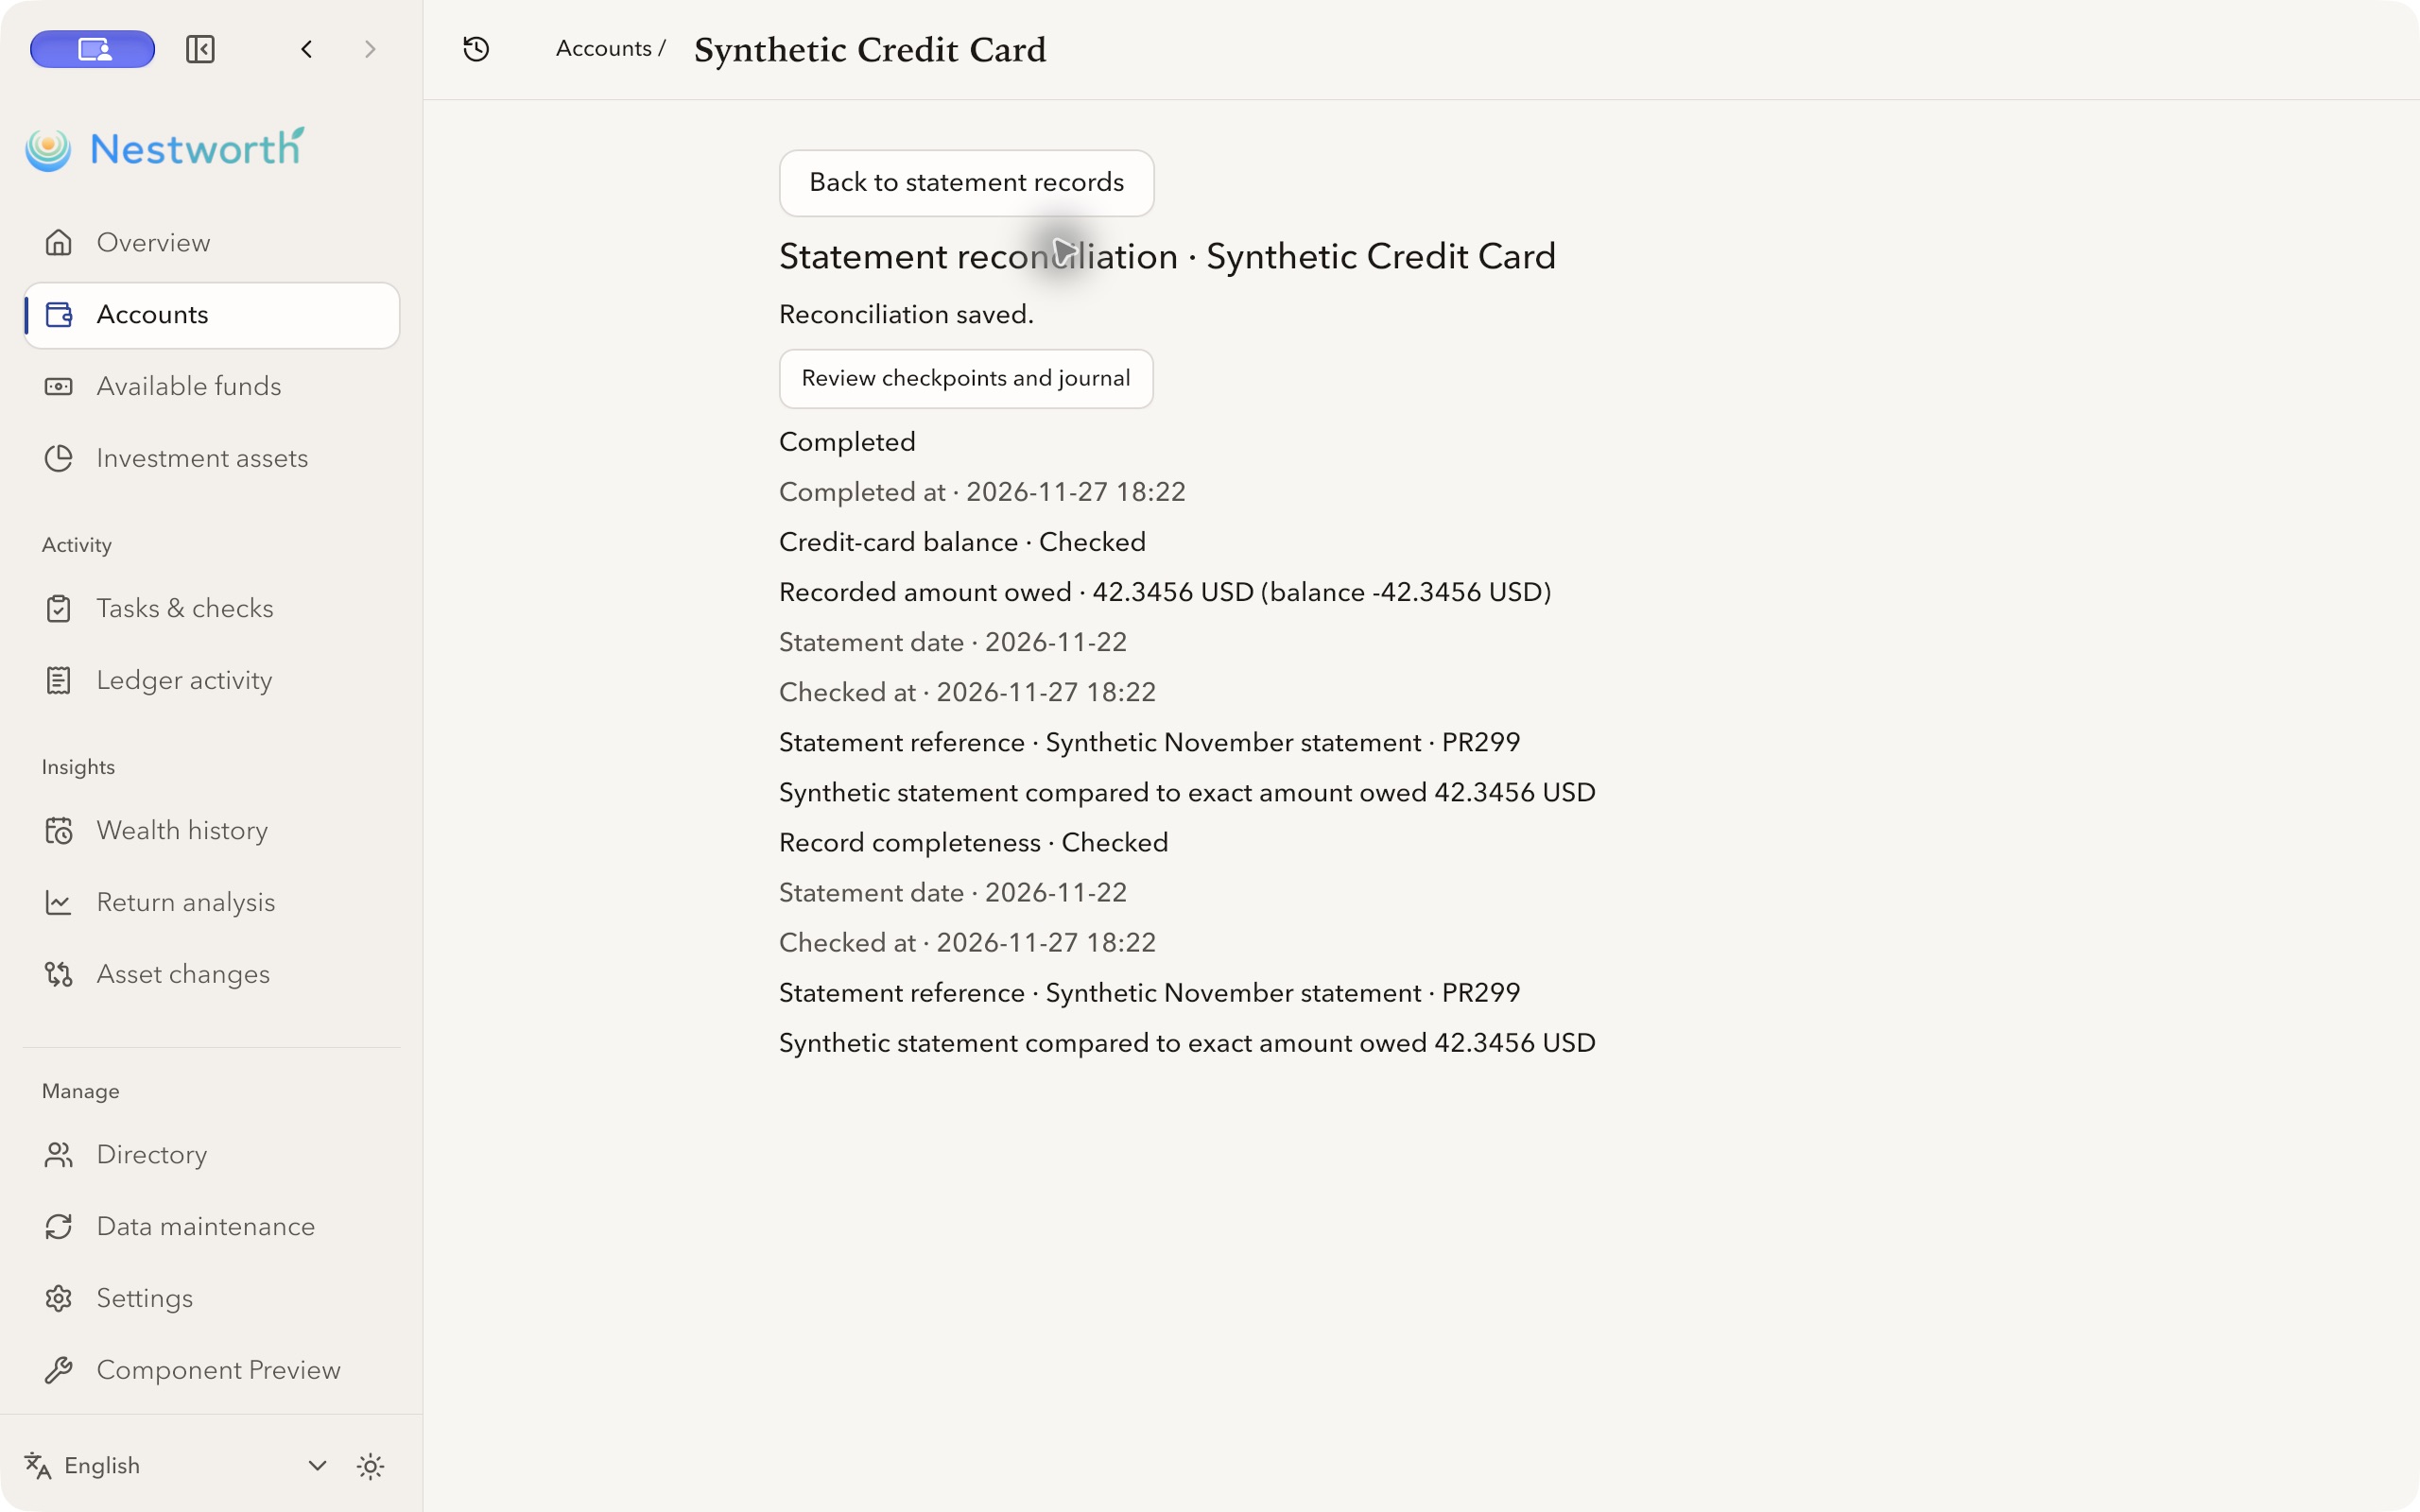 Accounts /
Synthetic Credit Card
Nestworth
Overview
Accounts
Available funds
Investment assets
Activity
Tasks & checks
Ledger activity
Insights
Wealth history
Return analysis
Asset changes
Manage
Directory
Data maintenance
Settings
Component Preview
English
Back to statement records
Statement reconciliation · Synthetic Credit Card
Reconciliation saved.
Review checkpoints and journal
Completed
Completed at · 2026-11-27 18:22
Credit-card balance · Checked
Recorded amount owed · 42.3456 USD (balance -42.3456 USD)
Statement date · 2026-11-22
Checked at · 2026-11-27 18:22
Statement reference · Synthetic November statement · PR299
Synthetic statement compared to exact amount owed 42.3456 USD
Record completeness · Checked
Statement date · 2026-11-22
Checked at · 2026-11-27 18:22
Statement reference · Synthetic November statement · PR299
Synthetic statement compared to exact amount owed 42.3456 USD